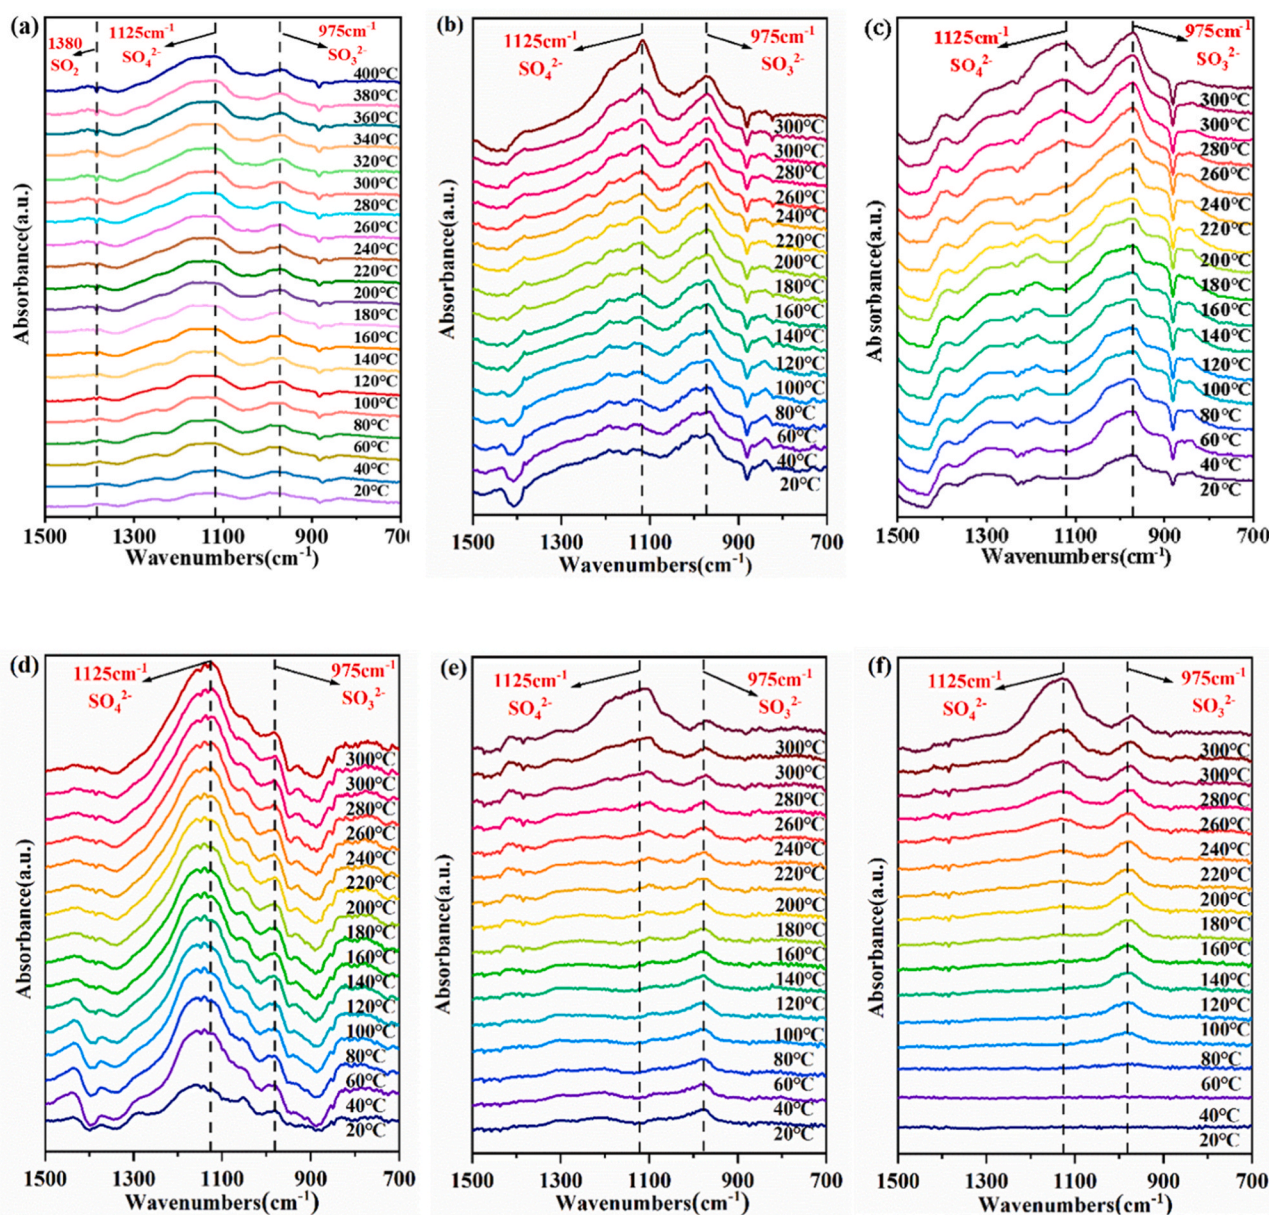 (a)
1380
SO2
1125cm-1
SO42-
975cm-1
SO32-
400°C
380°C
360°C
340°C
320°C
300°C
280°C
260°C
240°C
220°C
200°C
180°C
160°C
140°C
120°C
100°C
80°C
60°C
40°C
20°C
Absorbance(a.u.)
1500 1300 1100 900 700
Wavenumbers(cm-1)
(b)
1125cm-1
SO42-
975cm-1
SO32-
300°C
300°C
280°C
260°C
240°C
220°C
200°C
180°C
160°C
140°C
120°C
100°C
80°C
60°C
40°C
20°C
Absorbance(a.u.)
1500 1300 1100 900 700
Wavenumbers(cm-1)
(c)
1125cm-1
SO42-
975cm-1
SO32-
300°C
300°C
280°C
260°C
240°C
220°C
200°C
180°C
160°C
140°C
120°C
100°C
80°C
60°C
40°C
20°C
Absorbance(a.u.)
1500 1300 1100 900 700
Wavenumbers(cm-1)
(d)
1125cm-1
SO42-
975cm-1
SO32-
300°C
300°C
280°C
260°C
240°C
220°C
200°C
180°C
160°C
140°C
120°C
100°C
80°C
60°C
40°C
20°C
Absorbance(a.u.)
1500 1300 1100 900 700
Wavenumbers(cm-1)
(e)
1125cm-1
SO42-
975cm-1
SO32-
300°C
300°C
280°C
260°C
240°C
220°C
200°C
180°C
160°C
140°C
120°C
100°C
80°C
60°C
40°C
20°C
Absorbance(a.u.)
1500 1300 1100 900 700
Wavenumbers(cm-1)
(f)
1125cm-1
SO42-
975cm-1
SO32-
300°C
300°C
280°C
260°C
240°C
220°C
200°C
180°C
160°C
140°C
120°C
100°C
80°C
60°C
40°C
20°C
Absorbance(a.u.)
1500 1300 1100 900 700
Wavenumbers(cm-1)